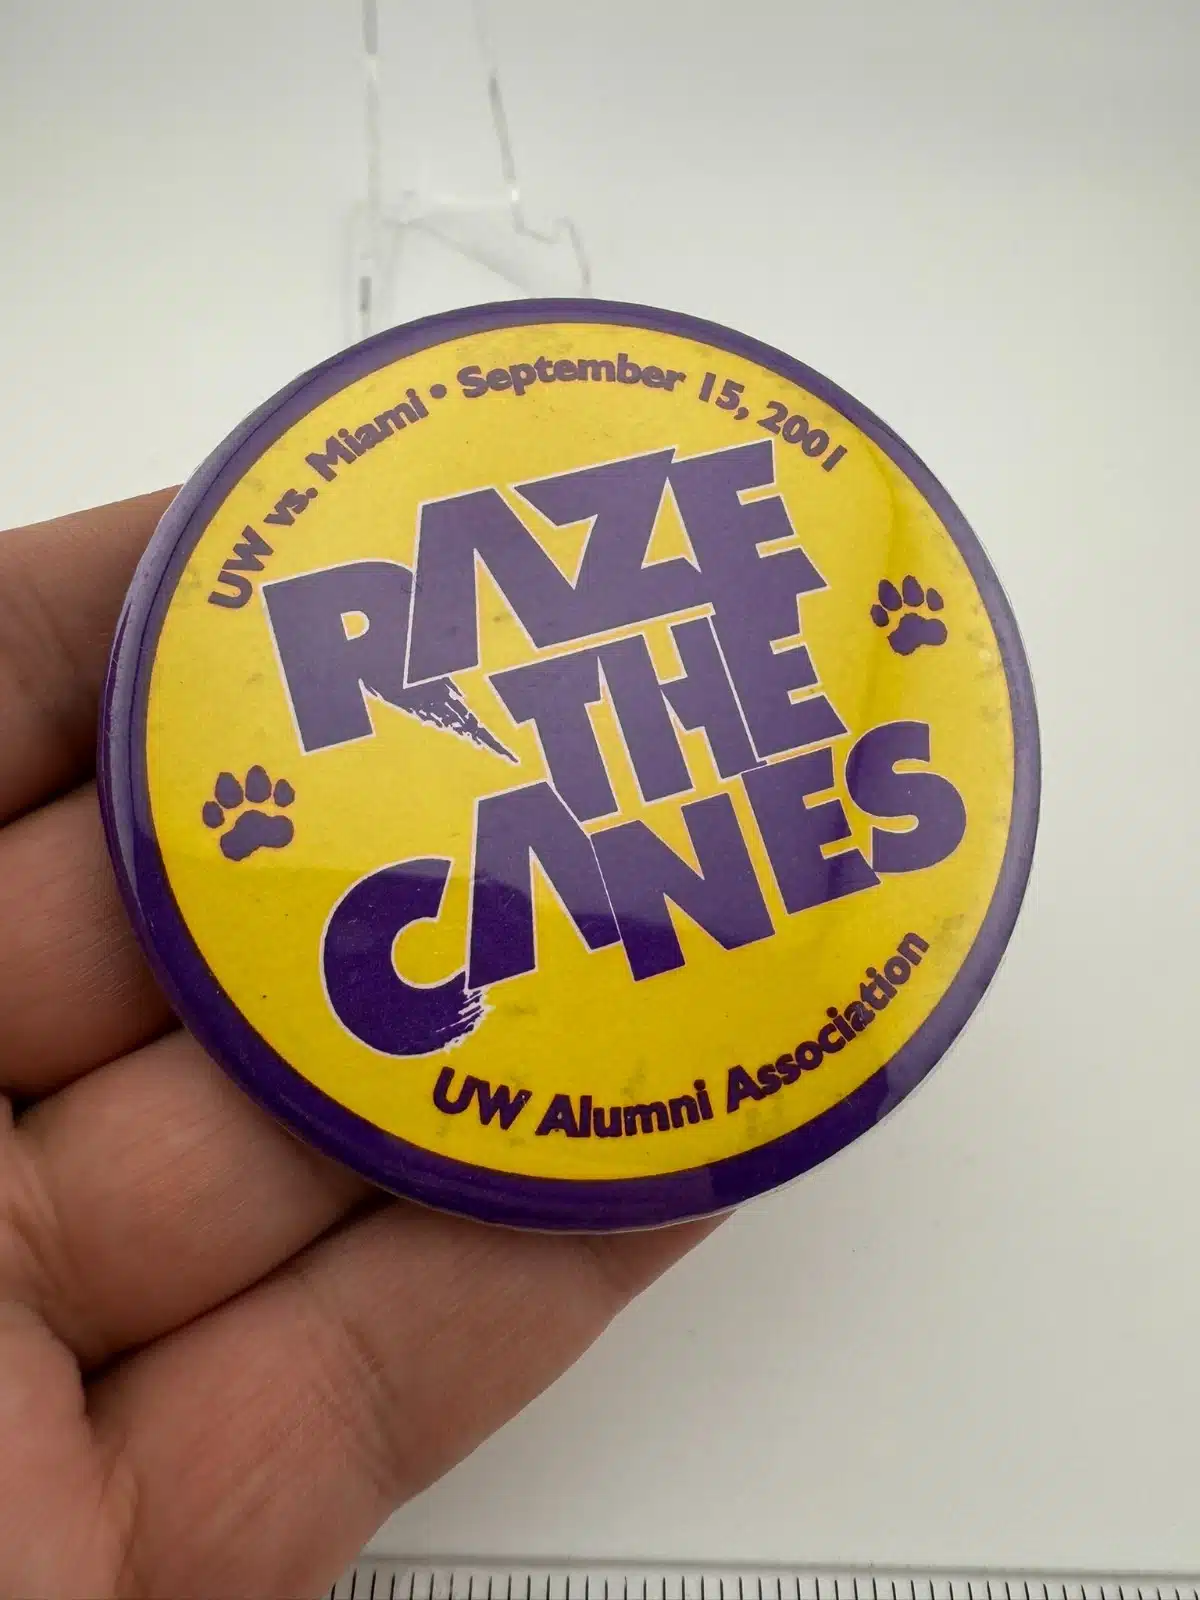 UW vs. Miami • September 15, 2001
RAZE
THE
CANES
UW Alumni Association